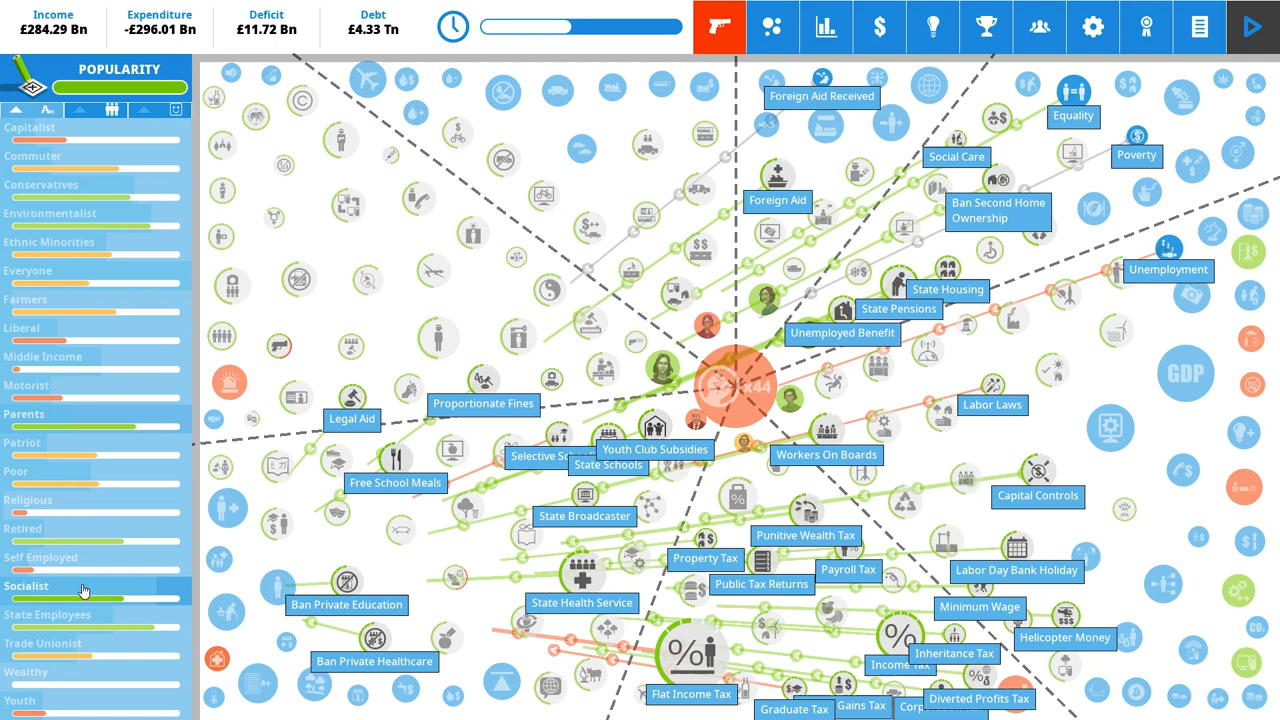 Income
Expenditure
Deficit
Debt
£284.29 Bn
-£296.01 Bn
£11.72 Bn
£4.33 Tn
POPULARITY
Capitalist
Commuter
Conservatives
Environmentalist
Ethnic Minorities
Everyone
Farmers
Liberal
Middle Income
Motorist
Parents
Patriot
Poor
Religious
Retired
Self Employed
Socialist
State Employees
Trade Unionist
Wealthy
Youth
Foreign Aid Received
Equality
Social Care
Poverty
Foreign Aid
Ban Second Home
Ownership
Unemployment
State Housing
State Pensions
Unemployed Benefit
GDP
x44
Proportionate Fines
Legal Aid
Labor Laws
Youth Club Subsidies
Workers On Boards
Selective
State Schools
Free School Meals
Capital Controls
State Broadcaster
Punitive Wealth Tax
Property Tax
Payroll Tax
Labor Day Bank Holiday
Public Tax Returns
State Health Service
Ban Private Education
Minimum Wage
Helicopter Money
Inheritance Tax
Ban Private Healthcare
Income Tax
Flat Income Tax
Diverted Profits Tax
Graduate Tax
Gains Tax